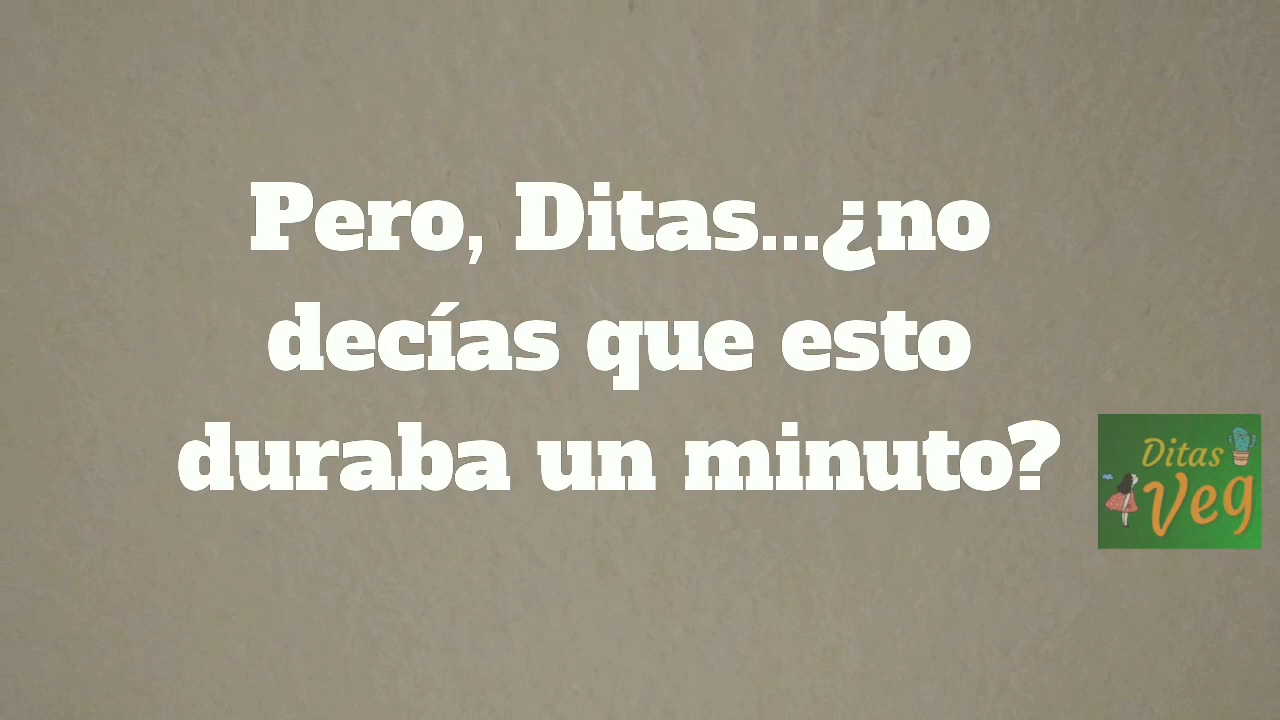 Pero, Ditas...¿no
decías que esto
duraba un minuto?
Ditas
Veg